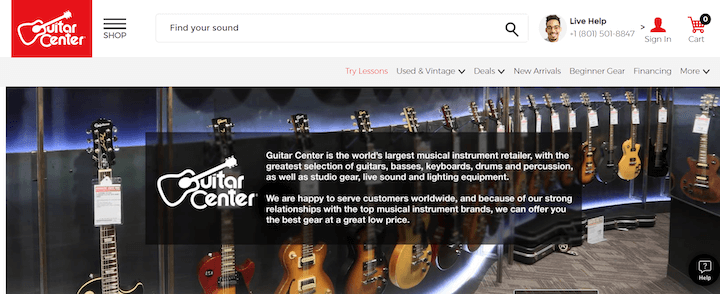 Guitar
Center
SHOP
Find your sound
Live Help
+1 (801) 501-8847
>
Sign In
0
Cart
Try Lessons
Used & Vintage
Deals
New Arrivals
Beginner Gear
Financing
More
Guitar
Center
Guitar Center is the world's largest musical instrument retailer, with the
greatest selection of guitars, basses, keyboards, drums and percussion,
as well as studio gear, live sound and lighting equipment.
We are happy to serve customers worldwide, and because of our strong
relationships with the top musical instrument brands, we can offer you
the best gear at a great low price.
?
Help